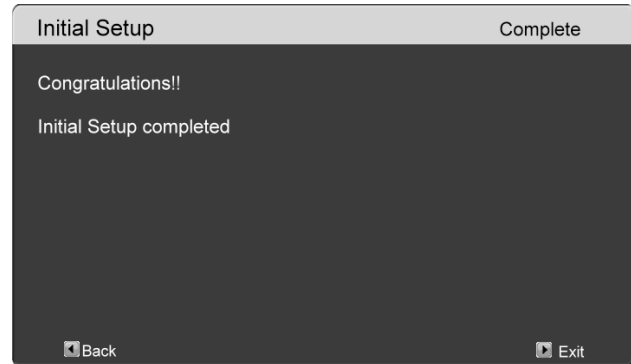 Initial Setup Complete
Congratulations!!
Initial Setup completed
Back Exit